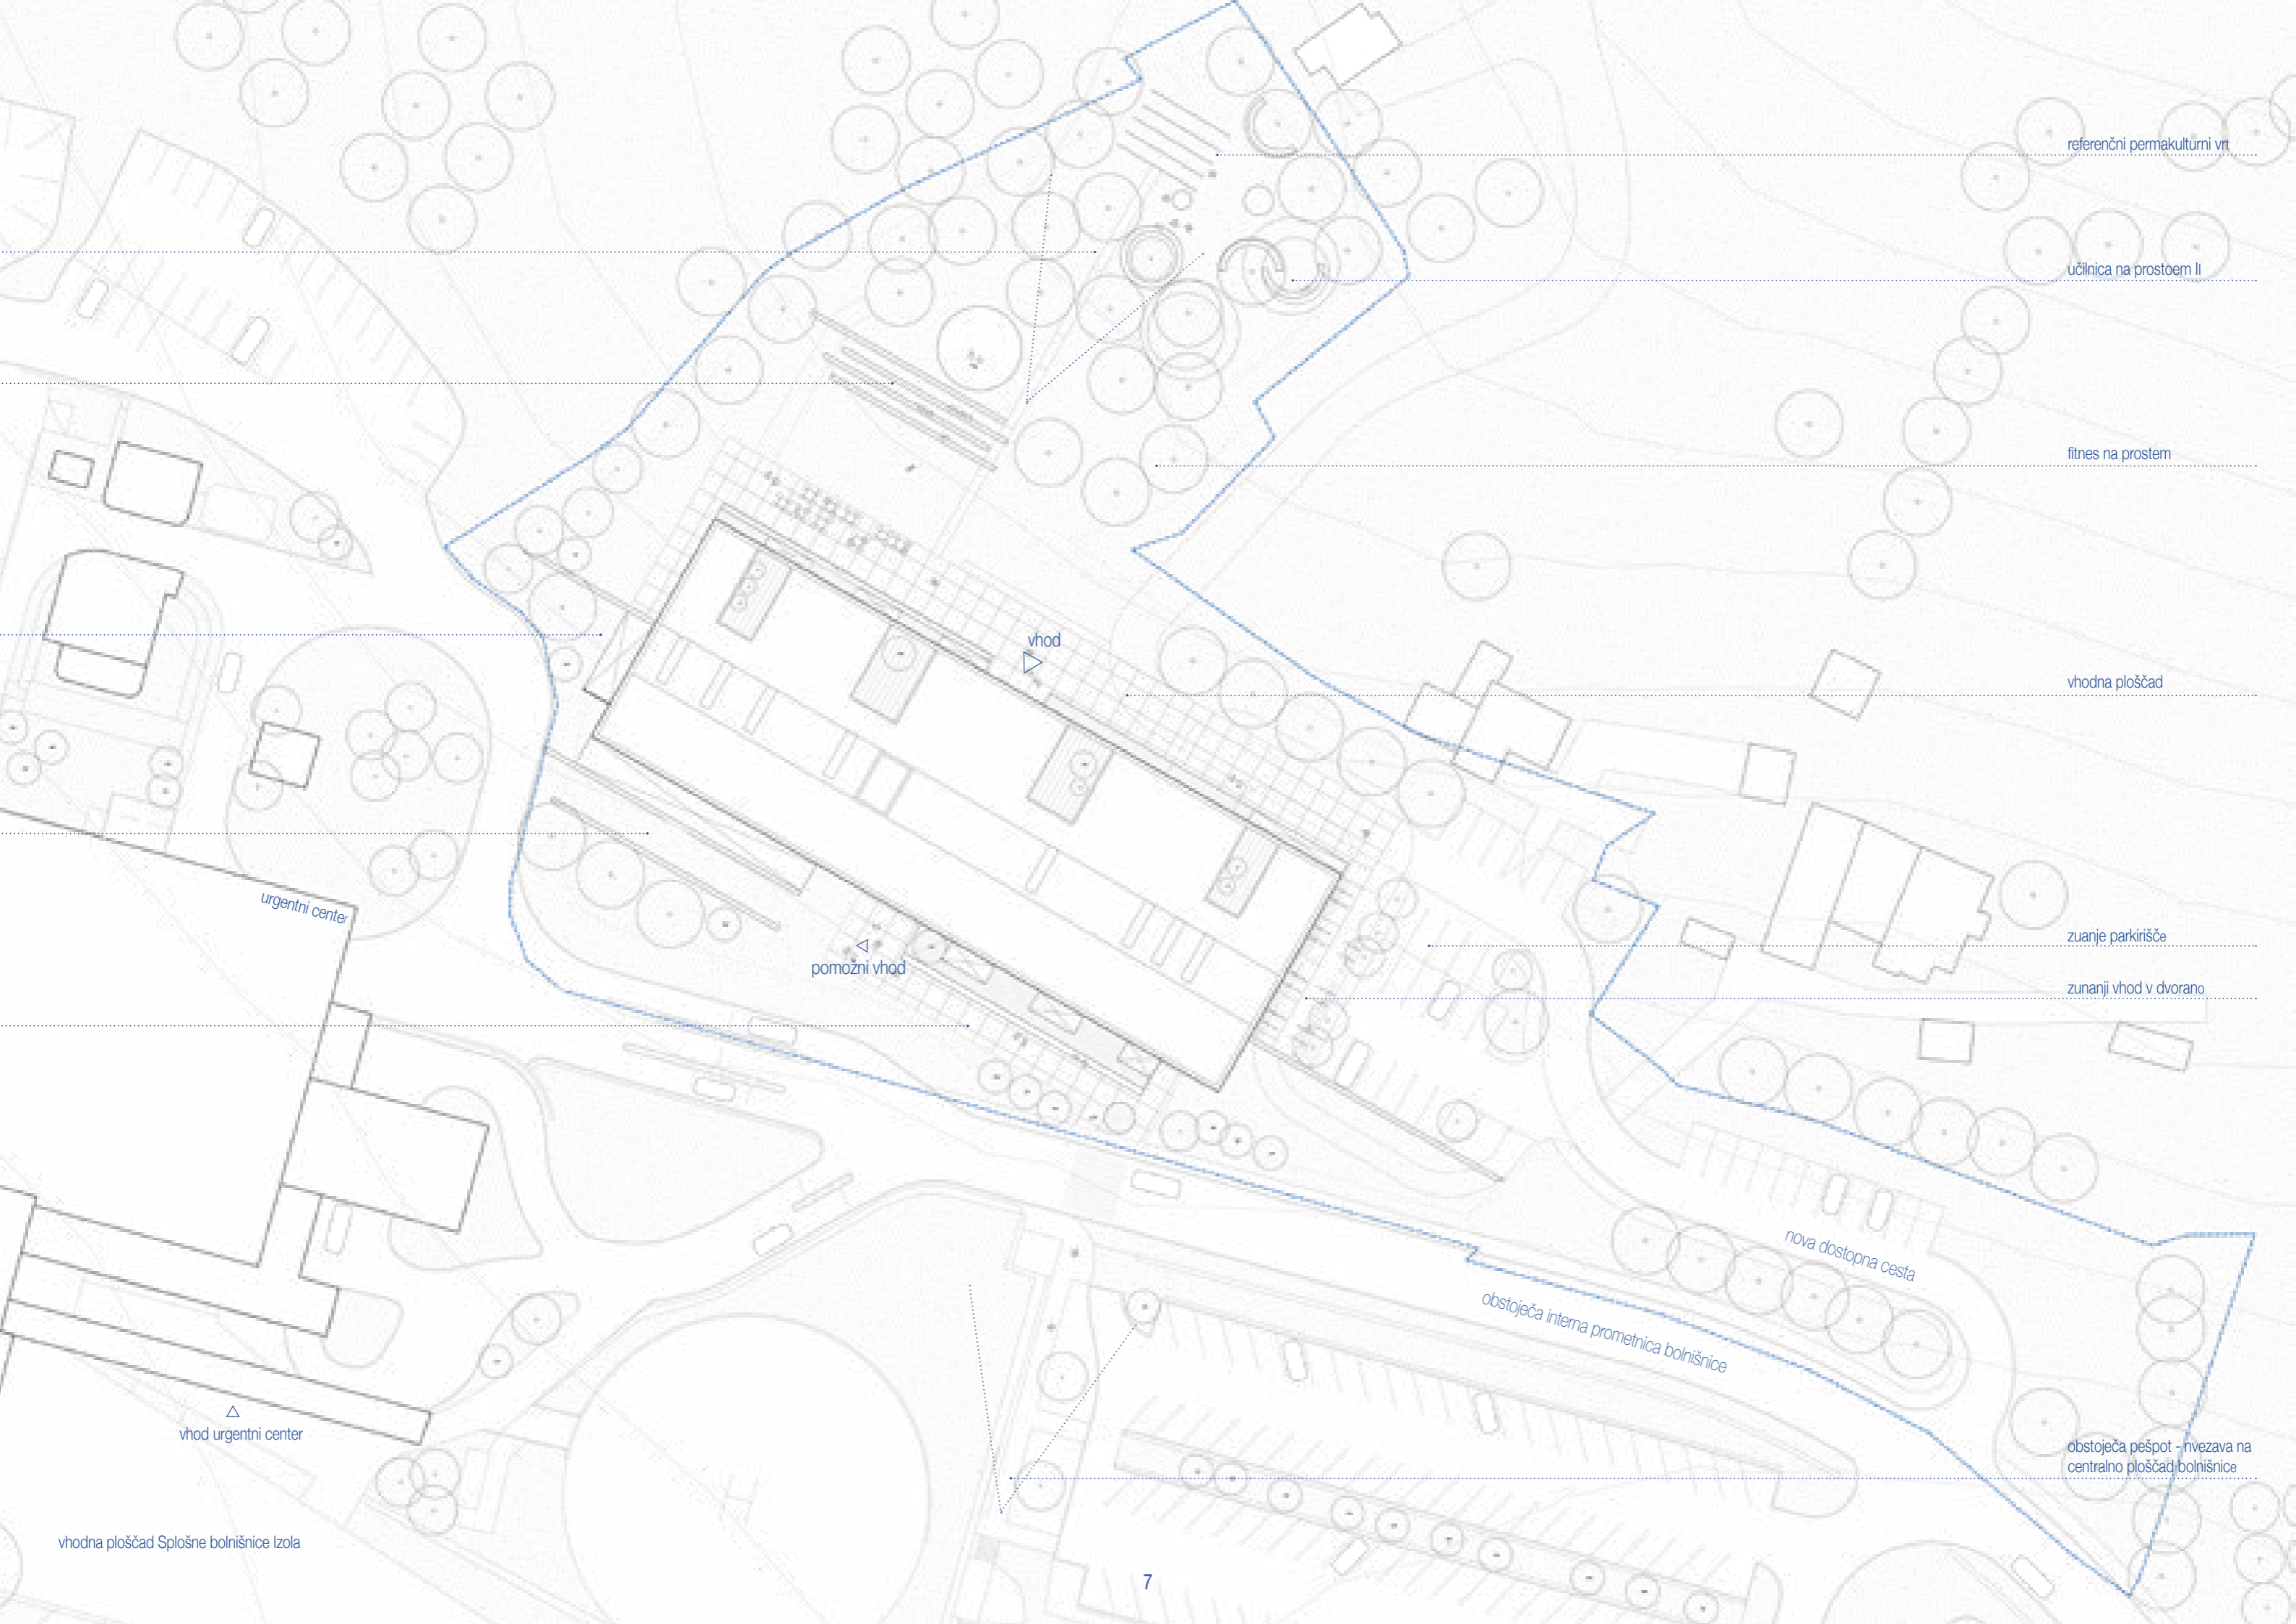 referenčni permakulturni vrt
učilnica na prostoem II
fitnes na prostem
vhod
vhodna ploščad
urgentni center
pomožni vhod
zuanje parkirišče
zunanji vhod v dvorano
nova dostopna cesta
obstoječa interna prometnica bolnišnice
vhod urgentni center
obstoječa pešpot - nvezava na
centralno ploščad bolnišnice
vhodna ploščad Splošne bolnišnice Izola
7